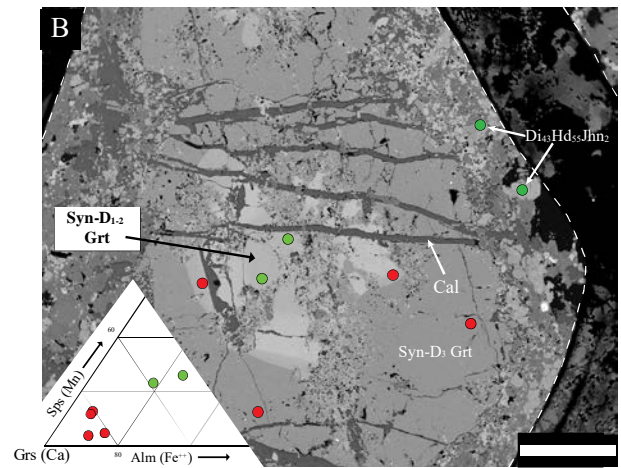 B
Di₄₃Hd₅₅Jhn₂
Syn-D₁₋₂
Grt
Cal
Syn-D₃ Grt
60
Sps (Mn)
Grs (Ca)
80
Alm (Fe⁺⁺)